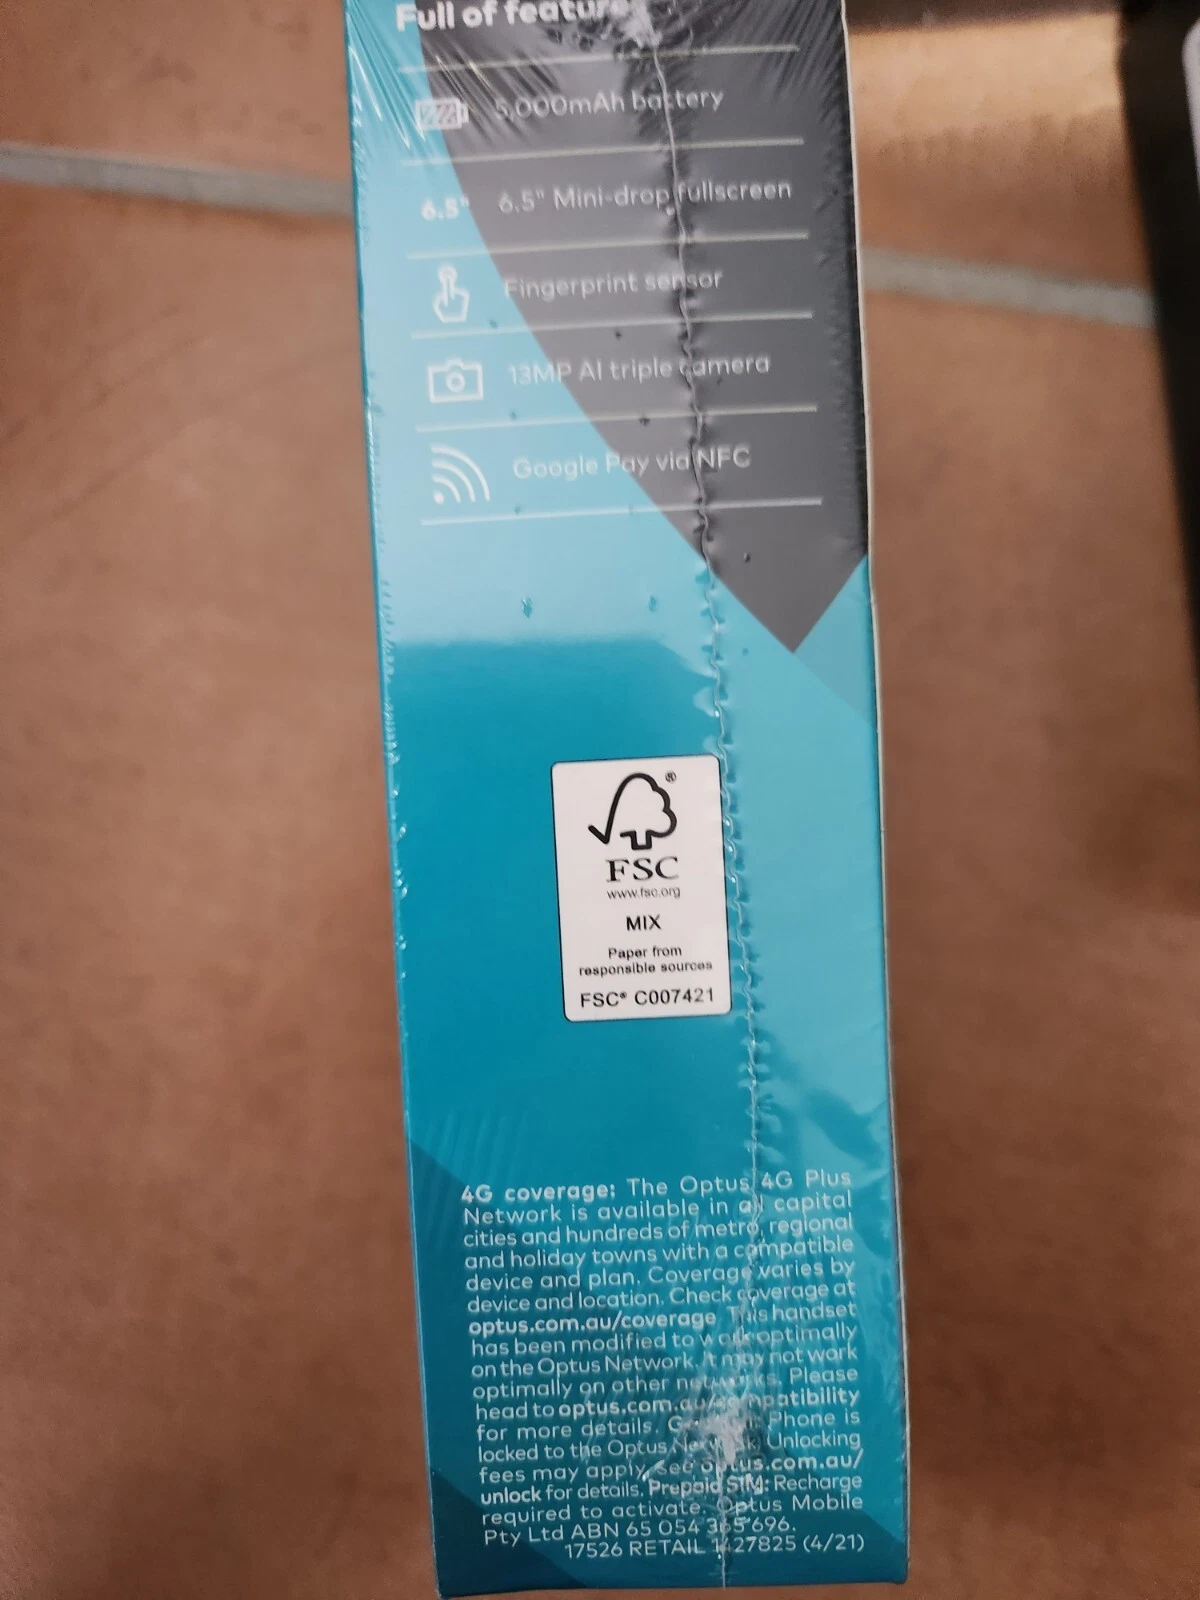 Full of feature
5,000mAh battery
6.5" 6.5" Mini-drop fullscreen
Fingerprint sensor
13MP AI triple camera
Google Pay via NFC
®
FSC
www.fsc.org
MIX
Paper from
responsible sources
FSC® C007421
4G coverage: The Optus 4G Plus
Network is available in all capital
cities and hundreds of metro, regional
and holiday towns with a compatible
device and plan. Coverage varies by
device and location. Check coverage at
optus.com.au/coverage This handset
has been modified to work optimally
on the Optus Network. It may not work
optimally on other networks. Please
head to optus.com.au/compatibility
for more details. Phone is
locked to the Optus Network. Unlocking
fees may apply, see optus.com.au/
unlock for details. Prepaid SIM: Recharge
required to activate. Optus Mobile
Pty Ltd ABN 65 054 365 696.
17526 RETAIL 1427825 (4/21)